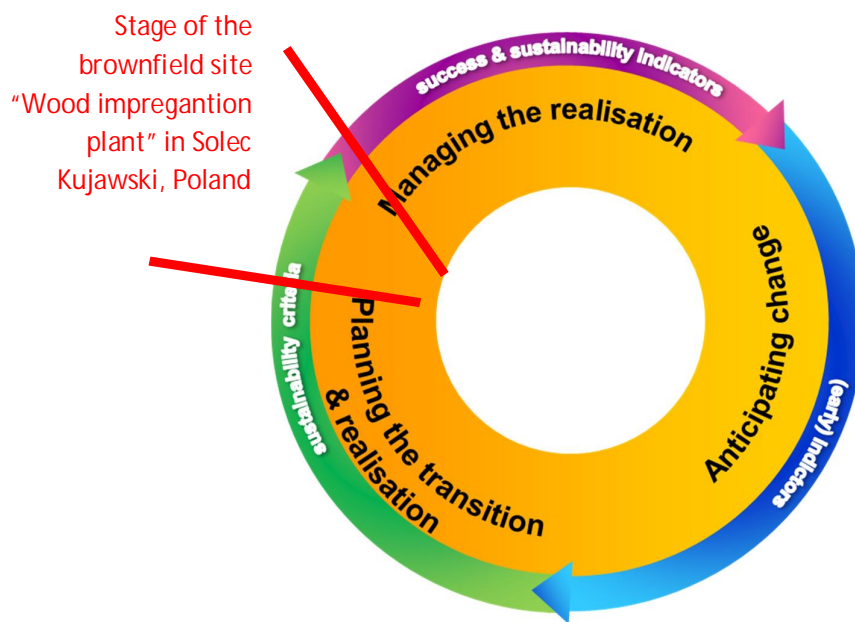 Stage of the
brownfield site
“Wood impregantion
plant” in Solec
Kujawski, Poland
success & sustainability indicators
Managing the realisation
Anticipating change
(early) indictors
Planning the transition
& realisation
sustainability criteria